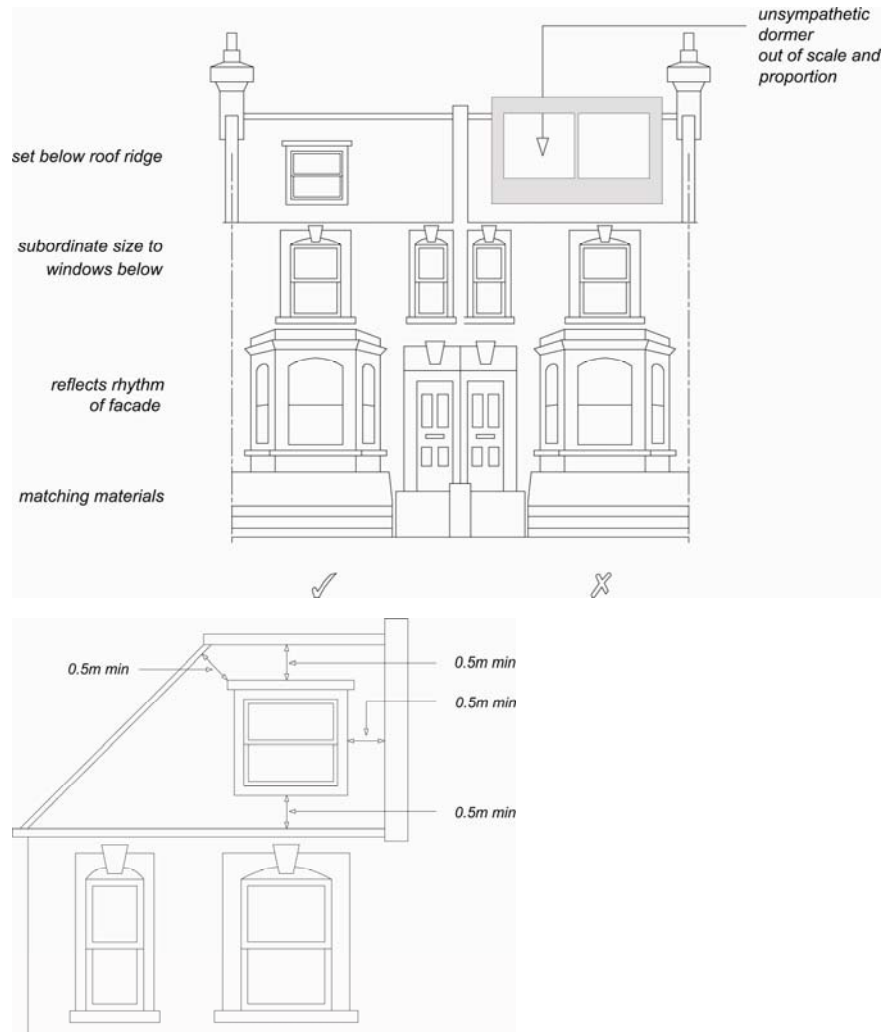 unsympathetic
dormer
out of scale and
proportion
set below roof ridge
subordinate size to
windows below
reflects rhythm
of facade
matching materials
✓
✗
0.5m min
0.5m min
0.5m min
0.5m min